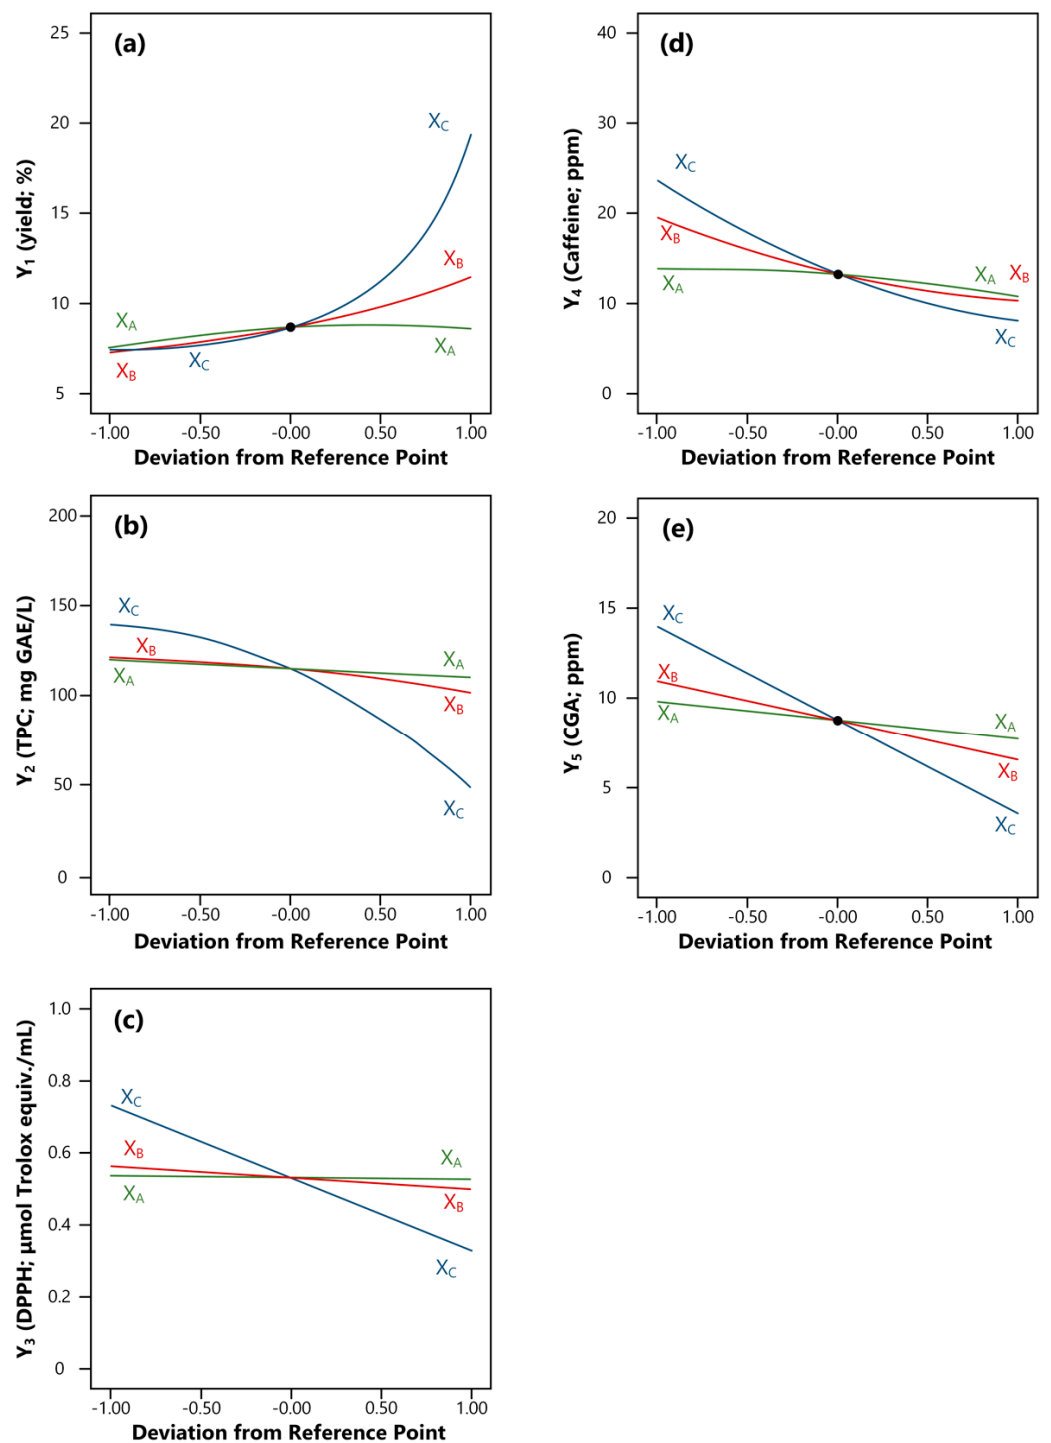 (a)
Y1 (yield; %)
25
20
15
10
5
XC
XB
XA
XA
XB
XC
-1.00 -0.50 -0.00 0.50 1.00
Deviation from Reference Point
(d)
Y4 (Caffeine; ppm)
40
30
20
10
0
XC
XB
XA
XA
XB
XC
-1.00 -0.50 -0.00 0.50 1.00
Deviation from Reference Point
(b)
Y2 (TPC; mg GAE/L)
200
150
100
50
0
XC
XB
XA
XA
XB
XC
-1.00 -0.50 -0.00 0.50 1.00
Deviation from Reference Point
(e)
Y5 (CGA; ppm)
20
15
10
5
0
XC
XB
XA
XA
XB
XC
-1.00 -0.50 -0.00 0.50 1.00
Deviation from Reference Point
(c)
Y3 (DPPH; µmol Trolox equiv./mL)
1.0
0.8
0.6
0.4
0.2
0
XC
XB
XA
XA
XB
XC
-1.00 -0.50 -0.00 0.50 1.00
Deviation from Reference Point